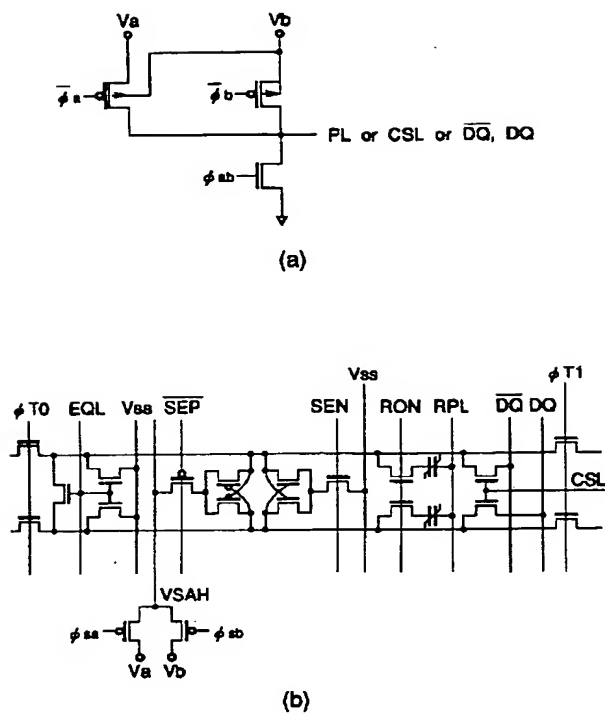 Va Vb
φ̅a φ̅b
PL or CSL or D̅Q̅, DQ
φab
(a)
Vss φT1
φT0 EQL Vss S̅E̅P̅ SEN RON RPL D̅Q̅ DQ
CSL
VSAH
φsa φsb
Va Vb
(b)